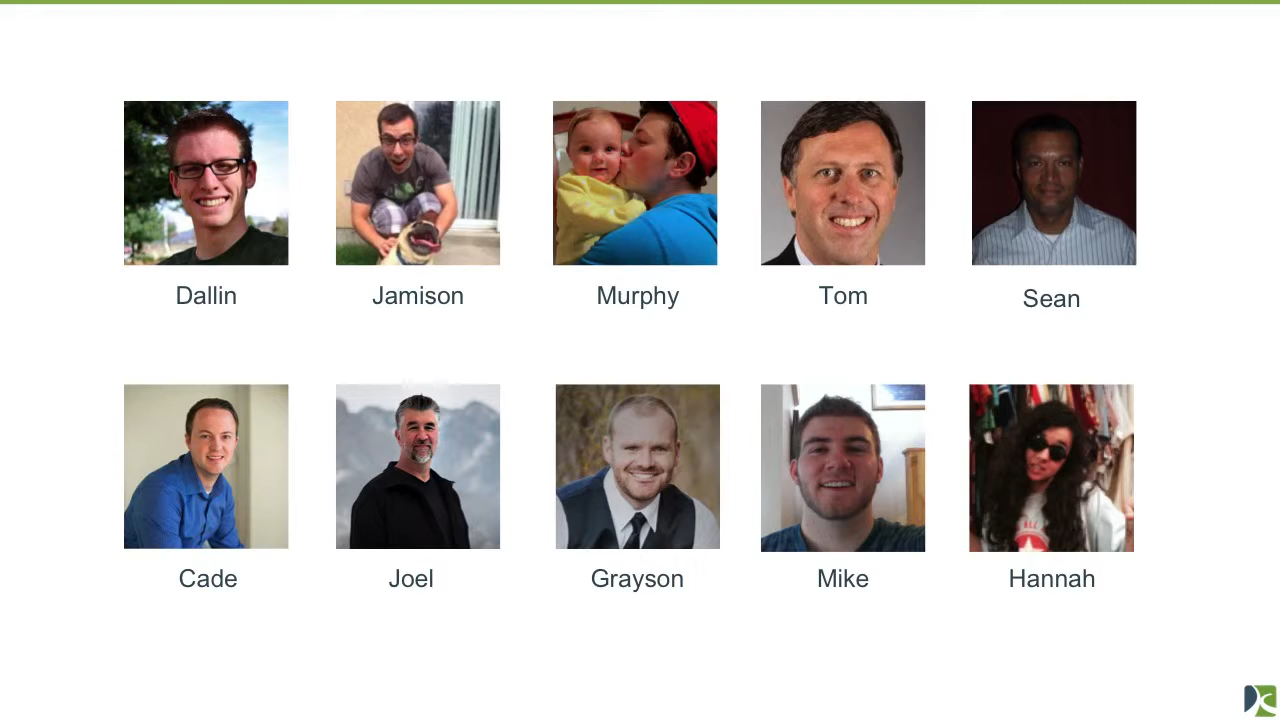 Dallin
Jamison
Murphy
Tom
Sean
Cade
Joel
Grayson
Mike
Hannah